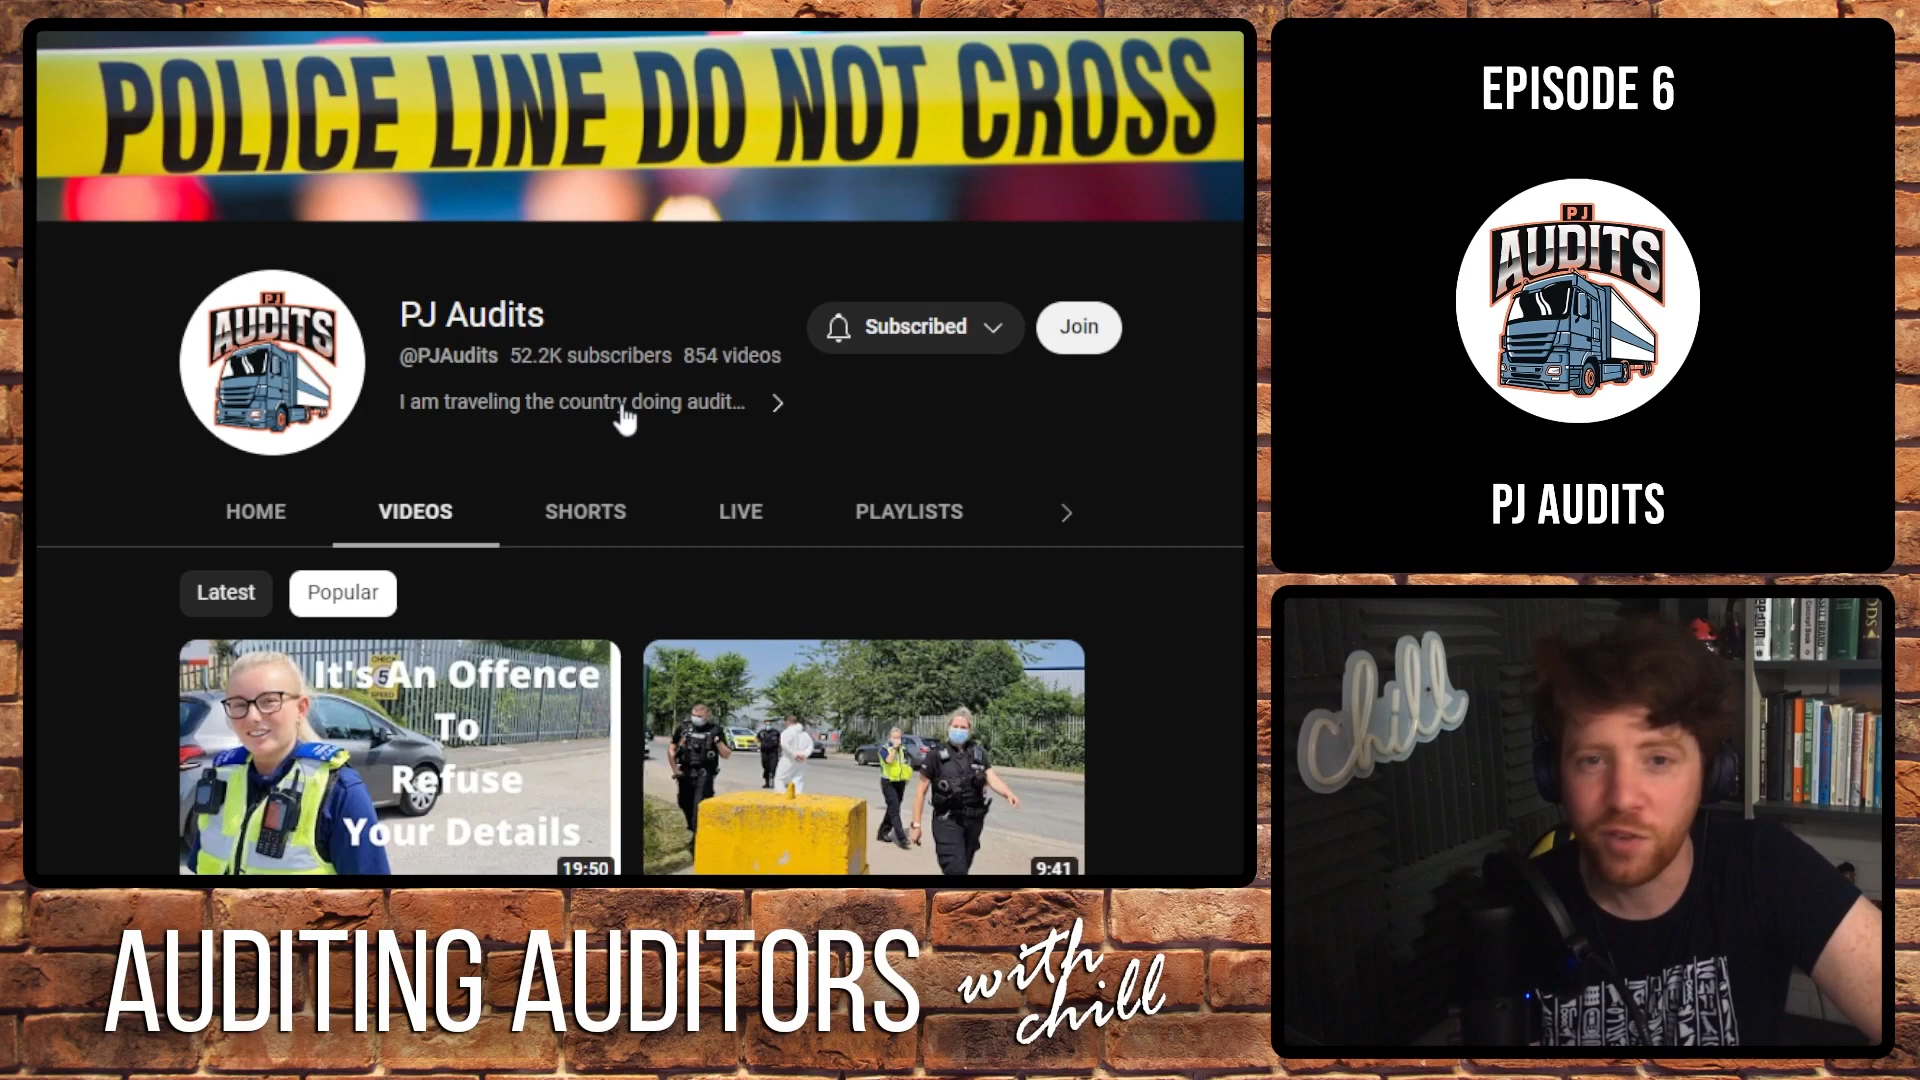 POLICE LINE DO NOT CROSS
PJ
AUDITS
PJ Audits
@PJAudits 52.2K subscribers 854 videos
I am traveling the country doing audit...
Subscribed
Join
HOME VIDEOS SHORTS LIVE PLAYLISTS
Latest Popular
It's An Offence
To
Refuse
Your Details
19:50
9:41
AUDITING AUDITORS
with
chill
EPISODE 6
PJ
AUDITS
PJ AUDITS
chill